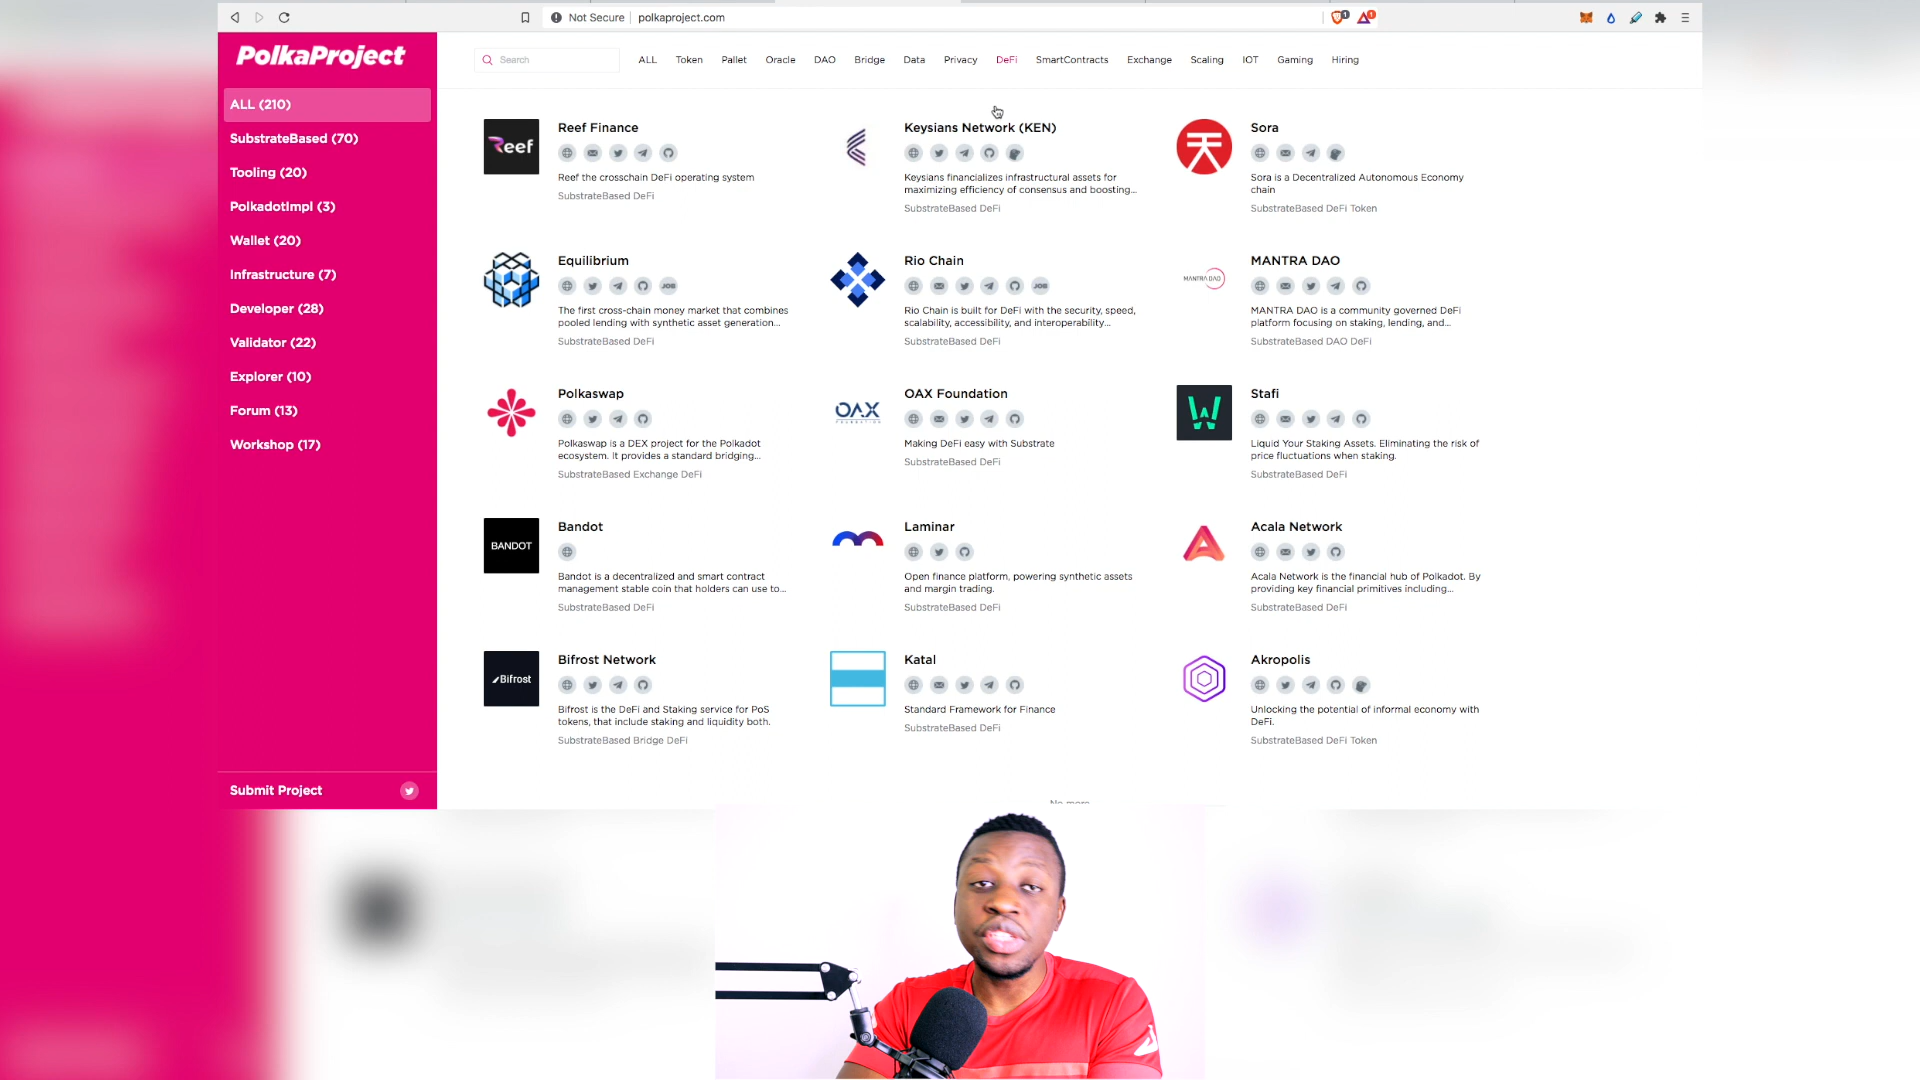 Not Secure
polkaproject.com
1
1
PolkaProject
ALL (210)
SubstrateBased (70)
Tooling (20)
PolkadotImpl (3)
Wallet (20)
Infrastructure (7)
Developer (28)
Validator (22)
Explorer (10)
Forum (13)
Workshop (17)
Submit Project
Search
ALL Token Pallet Oracle DAO Bridge Data Privacy DeFi SmartContracts Exchange Scaling IOT Gaming Hiring
Reef
Reef Finance
Reef the crosschain DeFi operating system
SubstrateBased DeFi
Keysians Network (KEN)
Keysians financializes infrastructural assets for
maximizing efficiency of consensus and boosting...
SubstrateBased DeFi
Sora
Sora is a Decentralized Autonomous Economy
chain
SubstrateBased DeFi Token
Equilibrium
JOB
The first cross-chain money market that combines
pooled lending with synthetic asset generation...
SubstrateBased DeFi
Rio Chain
JOB
Rio Chain is built for DeFi with the security, speed,
scalability, accessibility, and interoperability...
SubstrateBased DeFi
MANTRA DAO
MANTRA DAO
MANTRA DAO is a community governed DeFi
platform focusing on staking, lending, and...
SubstrateBased DAO DeFi
Polkaswap
Polkaswap is a DEX project for the Polkadot
ecosystem. It provides a standard bridging...
SubstrateBased Exchange DeFi
OAX
FOUNDATION
OAX Foundation
Making DeFi easy with Substrate
SubstrateBased DeFi
Stafi
Liquid Your Staking Assets. Eliminating the risk of
price fluctuations when staking.
SubstrateBased DeFi
BANDOT
Bandot
Bandot is a decentralized and smart contract
management stable coin that holders can use to...
SubstrateBased DeFi
Laminar
Open finance platform, powering synthetic assets
and margin trading.
SubstrateBased DeFi
Acala Network
Acala Network is the financial hub of Polkadot. By
providing key financial primitives including...
SubstrateBased DeFi
Bifrost
Bifrost Network
Bifrost is the DeFi and Staking service for PoS
tokens, that include staking and liquidity both.
SubstrateBased Bridge DeFi
Katal
Standard Framework for Finance
SubstrateBased DeFi
Akropolis
Unlocking the potential of informal economy with
DeFi.
SubstrateBased DeFi Token
No more